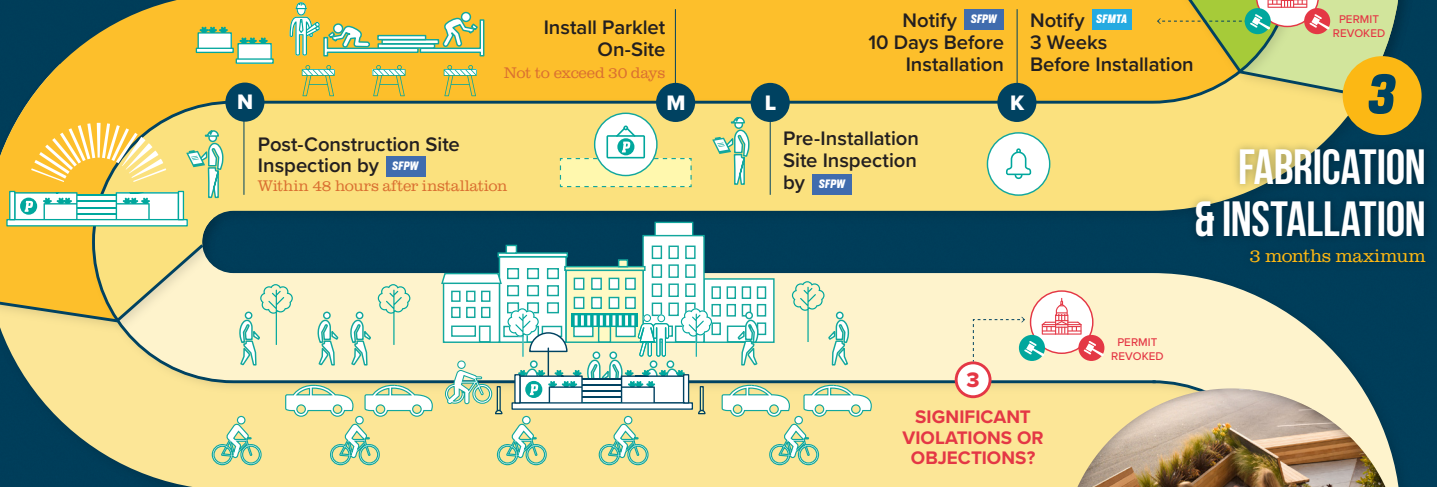 Install Parklet
On-Site
Not to exceed 30 days
Notify SFPW
10 Days Before
Installation
Notify SFMTA
3 Weeks
Before Installation
PERMIT
REVOKED
3
N
M
L
K
Post-Construction Site
Inspection by SFPW
Within 48 hours after installation
P
Pre-Installation
Site Inspection
by SFPW
FABRICATION
& INSTALLATION
3 months maximum
P
P
PERMIT
REVOKED
3
SIGNIFICANT
VIOLATIONS OR
OBJECTIONS?